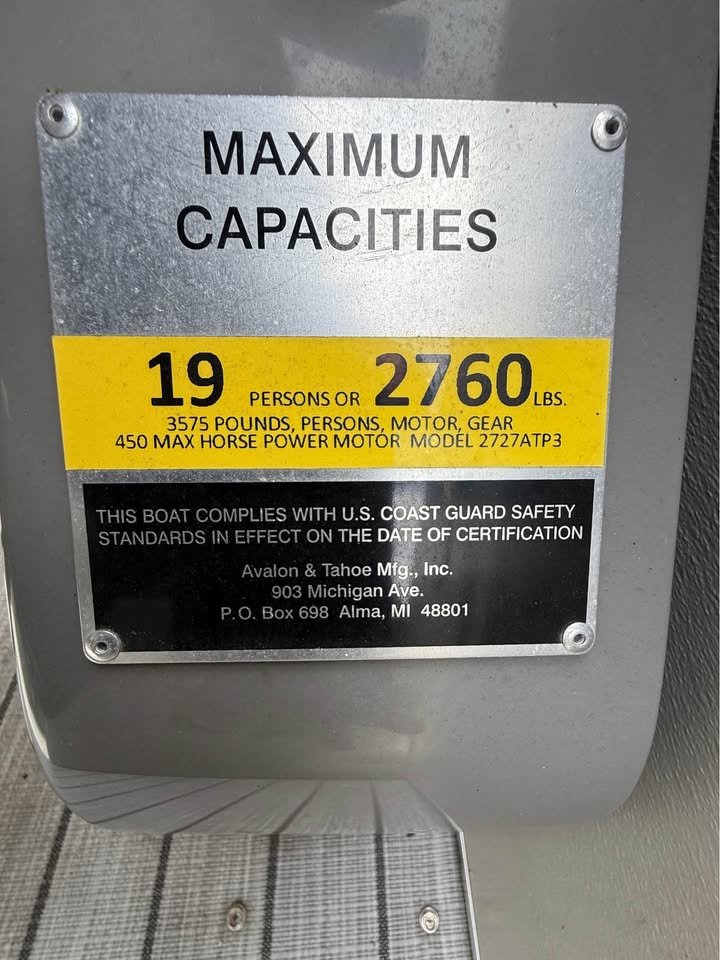 MAXIMUM
CAPACITIES
19 PERSONS OR 2760 LBS.
3575 POUNDS, PERSONS, MOTOR, GEAR
450 MAX HORSE POWER MOTOR MODEL 2727ATP3
THIS BOAT COMPLIES WITH U.S. COAST GUARD SAFETY
STANDARDS IN EFFECT ON THE DATE OF CERTIFICATION
Avalon & Tahoe Mfg., Inc.
903 Michigan Ave.
P.O. Box 698 Alma, MI 48801